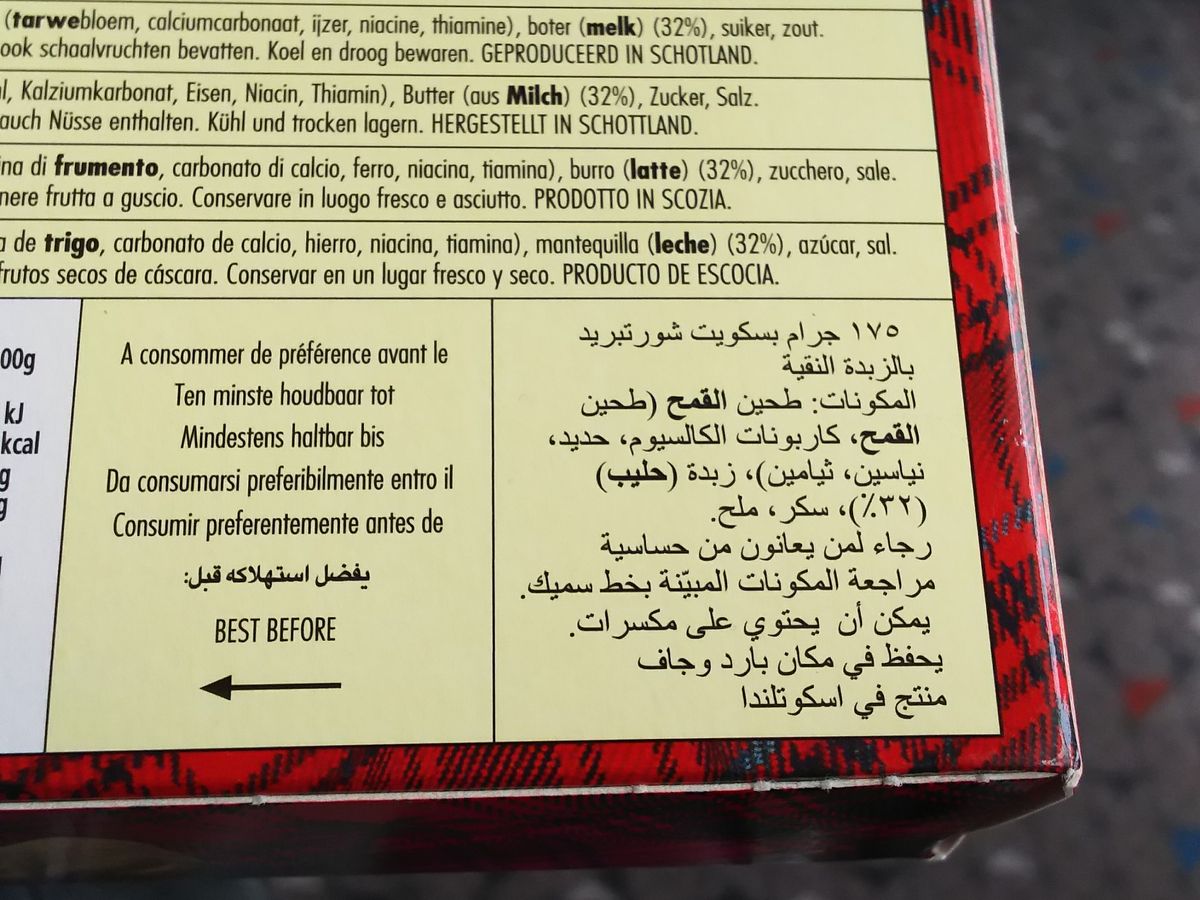 (tarwebloem, calciumcarbonaat, ijzer, niacine, thiamine), boter (melk) (32%), suiker, zout.
ook schaalvruchten bevatten. Koel en droog bewaren. GEPRODUCEERD IN SCHOTLAND.
Kalziumkarbonat, Eisen, Niacin, Thiamin), Butter (aus Milch) (32%), Zucker, Salz.
auch Nüsse enthalten. Kühl und trocken lagern. HERGESTELLT IN SCHOTTLAND.
di frumento, carbonato di calcio, ferro, niacina, tiamina), burro (latte) (32%), zucchero, sale.
nere frutta a guscio. Conservare in luogo fresco e asciutto. PRODOTTO IN SCOZIA.
de trigo, carbonato de calcio, hierro, niacina, tiamina), mantequilla (leche) (32%), azúcar, sal.
frutos secos de cáscara. Conservar en un lugar fresco y seco. PRODUCTO DE ESCOCIA.
00g
kJ
kcal
g
g
A consommer de préférence avant le
Ten minste houdbaar tot
Mindestens haltbar bis
Da consumarsi preferibilmente entro il
Consumir preferentemente antes de
يفضل استهلاكه قبل:
BEST BEFORE
١٧٥ جرام بسكويت شورتبريد
بالزبدة النقية
المكونات: طحين القمح (طحين
القمح، كاربونات الكالسيوم، حديد،
نياسين، ثيامين)، زبدة (حليب)
(٣٢٪)، سكر، ملح.
رجاء لمن يعانون من حساسية
مراجعة المكونات المبيّنة بخط سميك.
يمكن أن يحتوي على مكسرات.
يحفظ في مكان بارد وجاف
منتج في اسكوتلندا